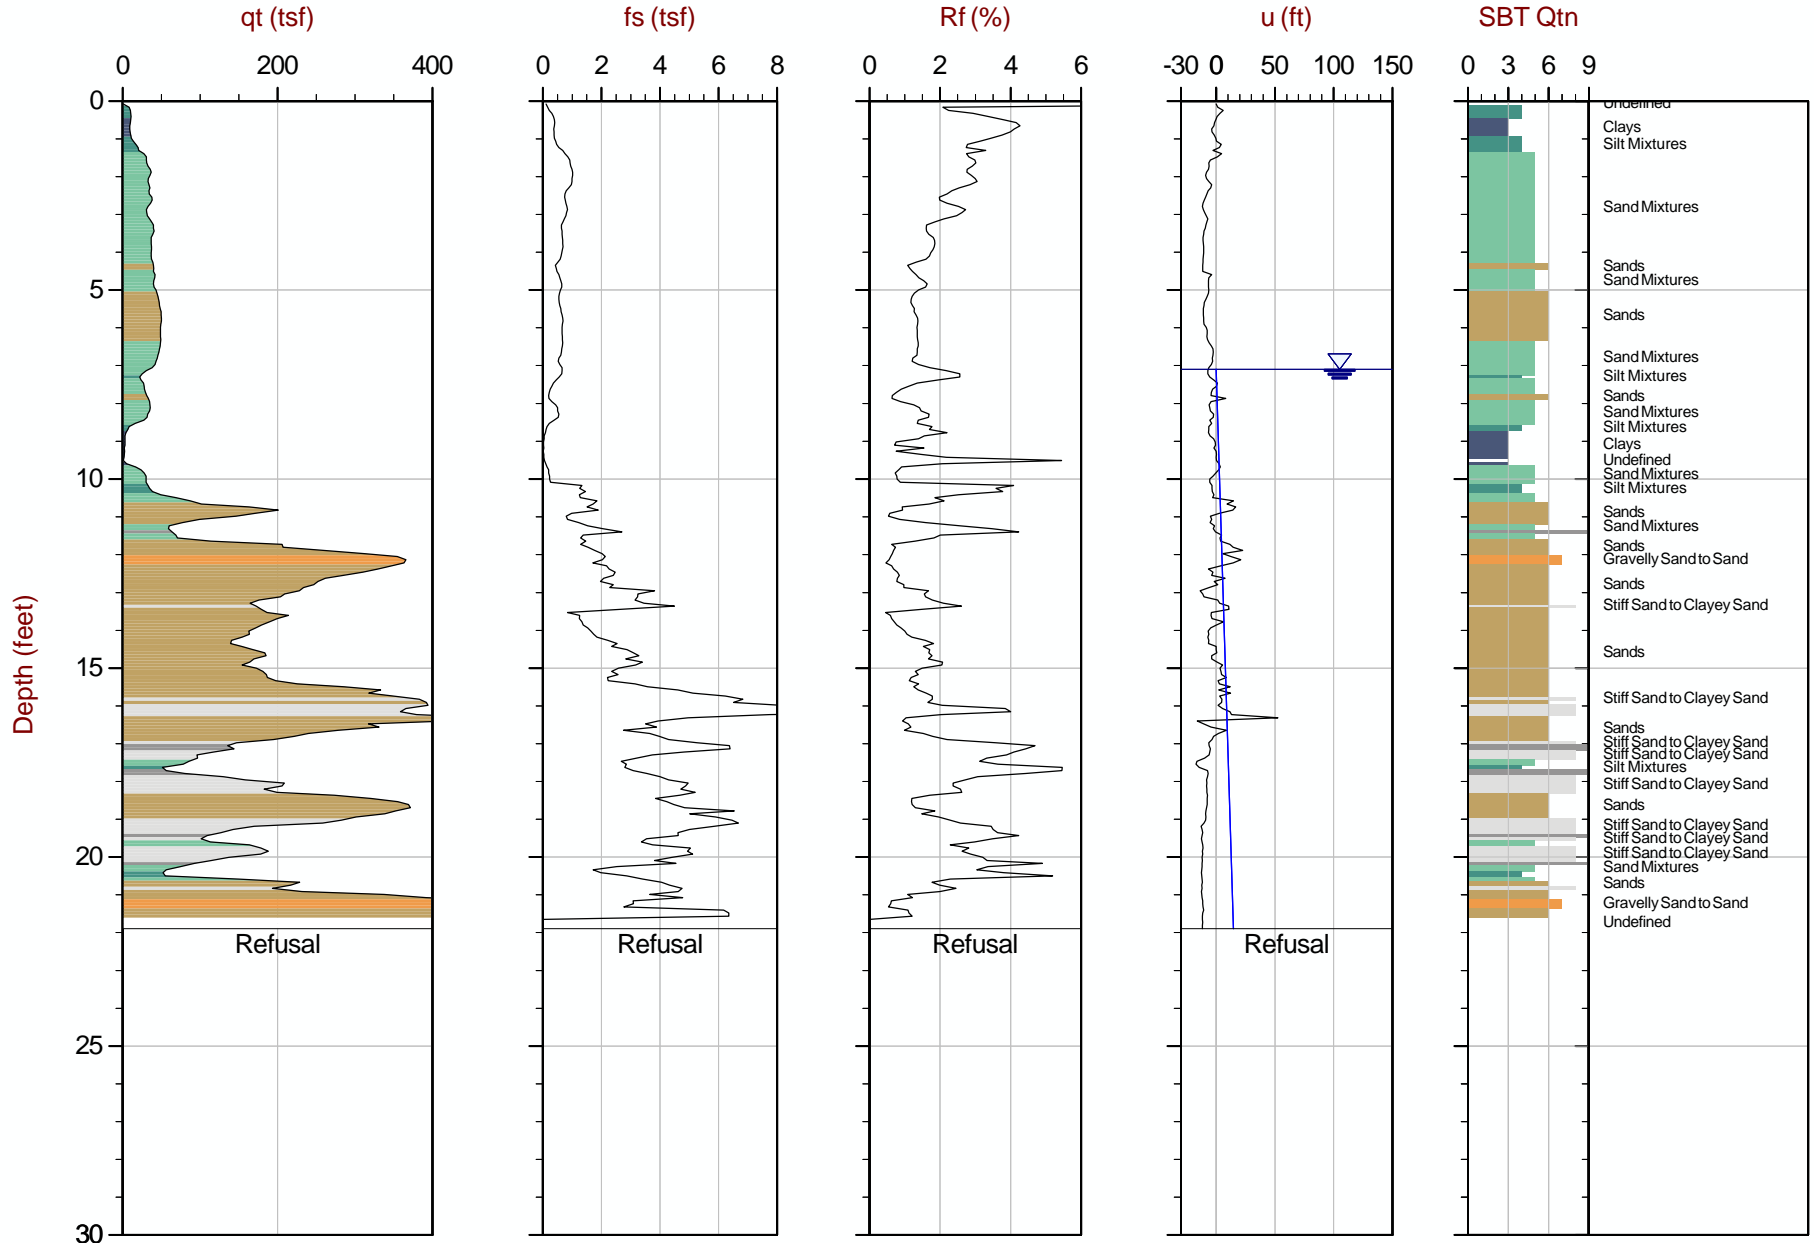 qt (tsf)
fs (tsf)
Rf (%)
u (ft)
SBT Qtn
0 200 400
0 2 4 6 8
0 2 4 6
-30 0 50 100 150
0 3 6 9
Depth (feet)
0
5
10
15
20
25
30
Undefined
Clays
Silt Mixtures
Sand Mixtures
Sands
Sand Mixtures
Sands
Sand Mixtures
Silt Mixtures
Sands
Sand Mixtures
Silt Mixtures
Clays
Undefined
Sand Mixtures
Silt Mixtures
Sands
Sand Mixtures
Sands
Gravelly Sand to Sand
Sands
Stiff Sand to Clayey Sand
Sands
Stiff Sand to Clayey Sand
Sands
Stiff Sand to Clayey Sand
Stiff Sand to Clayey Sand
Silt Mixtures
Stiff Sand to Clayey Sand
Sands
Stiff Sand to Clayey Sand
Stiff Sand to Clayey Sand
Stiff Sand to Clayey Sand
Sand Mixtures
Sands
Gravelly Sand to Sand
Undefined
Refusal
Refusal
Refusal
Refusal